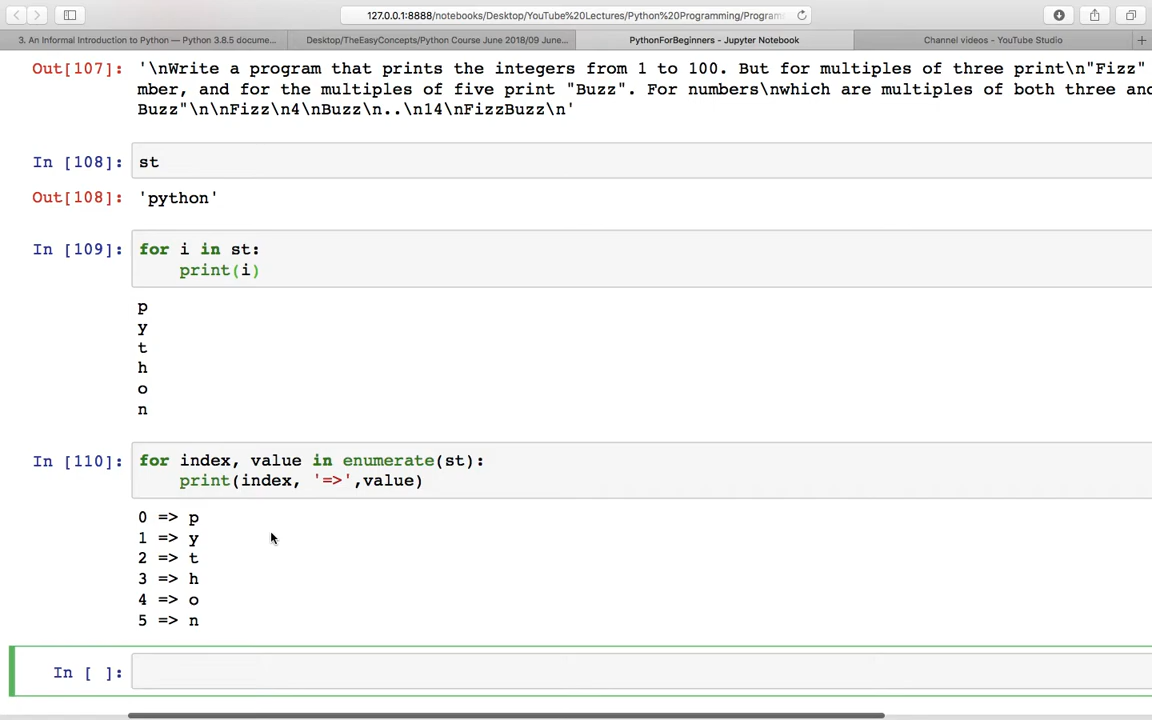 127.0.0.1:8888/notebooks/Desktop/YouTube%20Lectures/Python%20Programming/Program
3. An Informal Introduction to Python — Python 3.8.5 docume...
Desktop/TheEasyConcepts/Python Course June 2018/09 June...
PythonForBeginners - Jupyter Notebook
Channel videos - YouTube Studio
Out[107]: '\nWrite a program that prints the integers from 1 to 100. But for multiples of three print\n"Fizz"
mber, and for the multiples of five print "Buzz". For numbers\nwhich are multiples of both three and
Buzz"\n\nFizz\n4\nBuzz\n..\n14\nFizzBuzz\n'
In [108]: st
Out[108]: 'python'
In [109]: for i in st:
print(i)
p
y
t
h
o
n
In [110]: for index, value in enumerate(st):
print(index, '=>',value)
0 => p
1 => y
2 => t
3 => h
4 => o
5 => n
In [ ]: